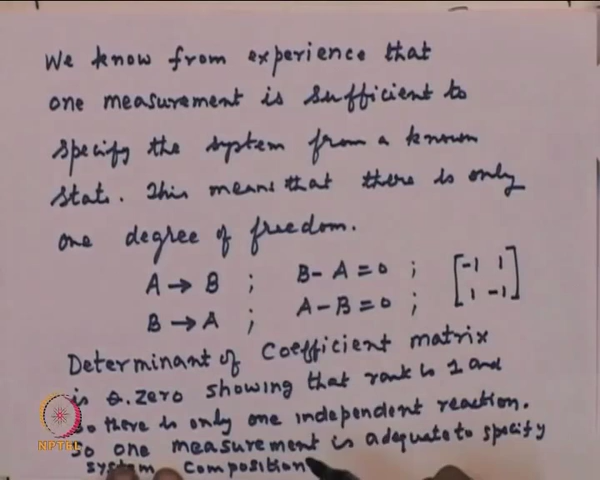 We know from experience that
one measurement is sufficient to
specify the system from a known
state. This means that there is only
one degree of freedom.
A → B ; B - A = 0 ; [-1 1
B → A ; A - B = 0 ; 1 -1]
Determinant of coefficient matrix
is zero showing that rank is 1 and
so there is only one independent reaction.
So one measurement is adequate to specify
system composition
NPTEL